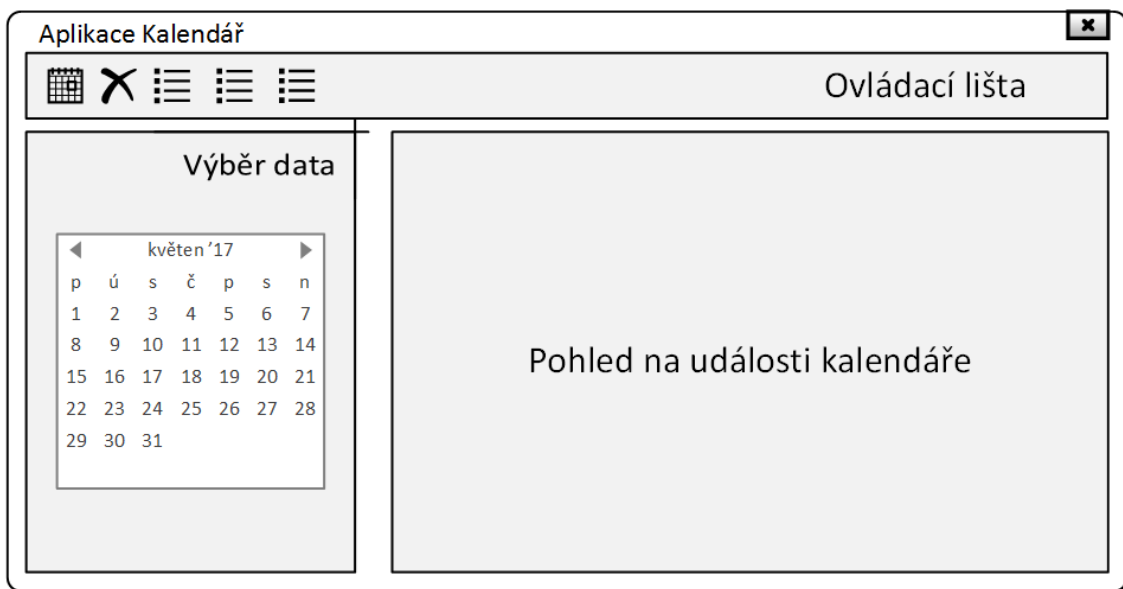 Aplikace Kalendář
Ovládací lišta
Výběr data
květen ’17
p ú s č p s n
1 2 3 4 5 6 7
8 9 10 11 12 13 14
15 16 17 18 19 20 21
22 23 24 25 26 27 28
29 30 31
Pohled na události kalendáře